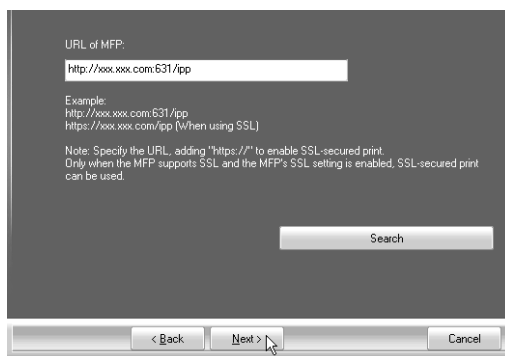 URL of MFP:
http://xxx.xxx.com:631/ipp
Example:
http://xxx.xxx.com:631/ipp
https://xxx.xxx.com/ipp (When using SSL)
Note: Specify the URL, adding "https://" to enable SSL-secured print.
Only when the MFP supports SSL and the MFP's SSL setting is enabled, SSL-secured print
can be used.
Search
< Back Next > Cancel